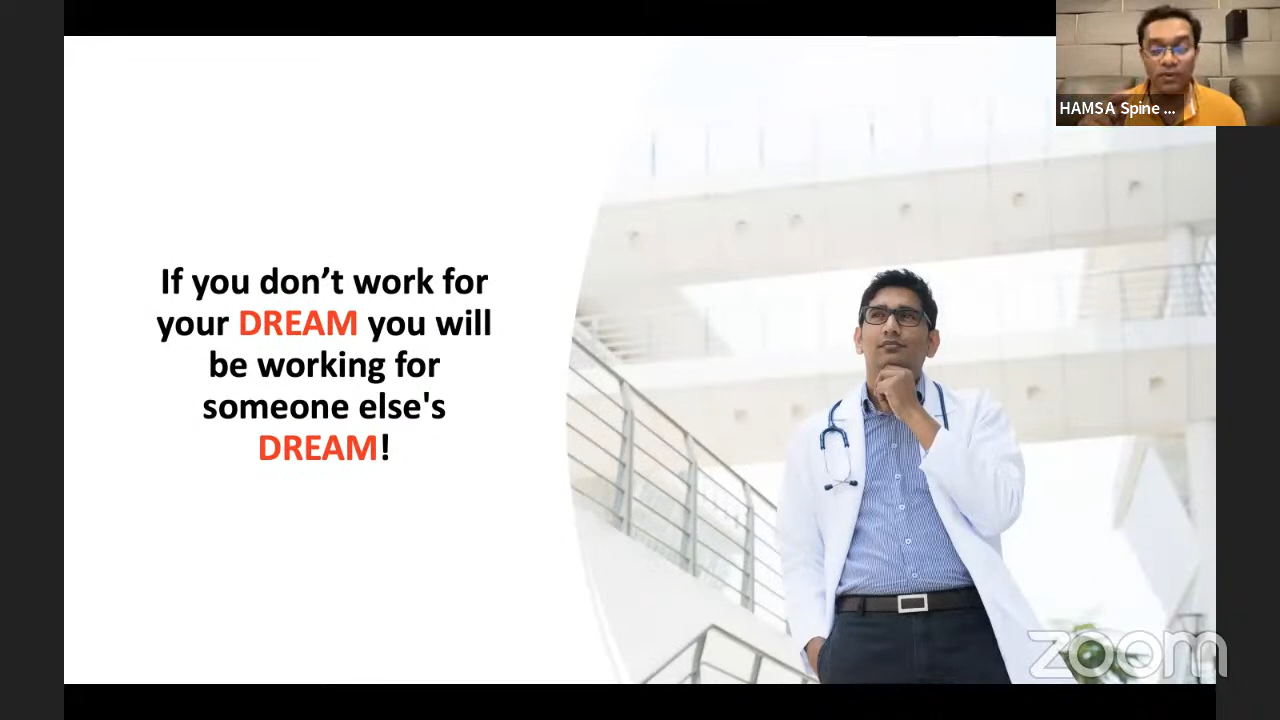 HAMSA Spine ...
If you don’t work for
your DREAM you will
be working for
someone else's
DREAM!
zoom